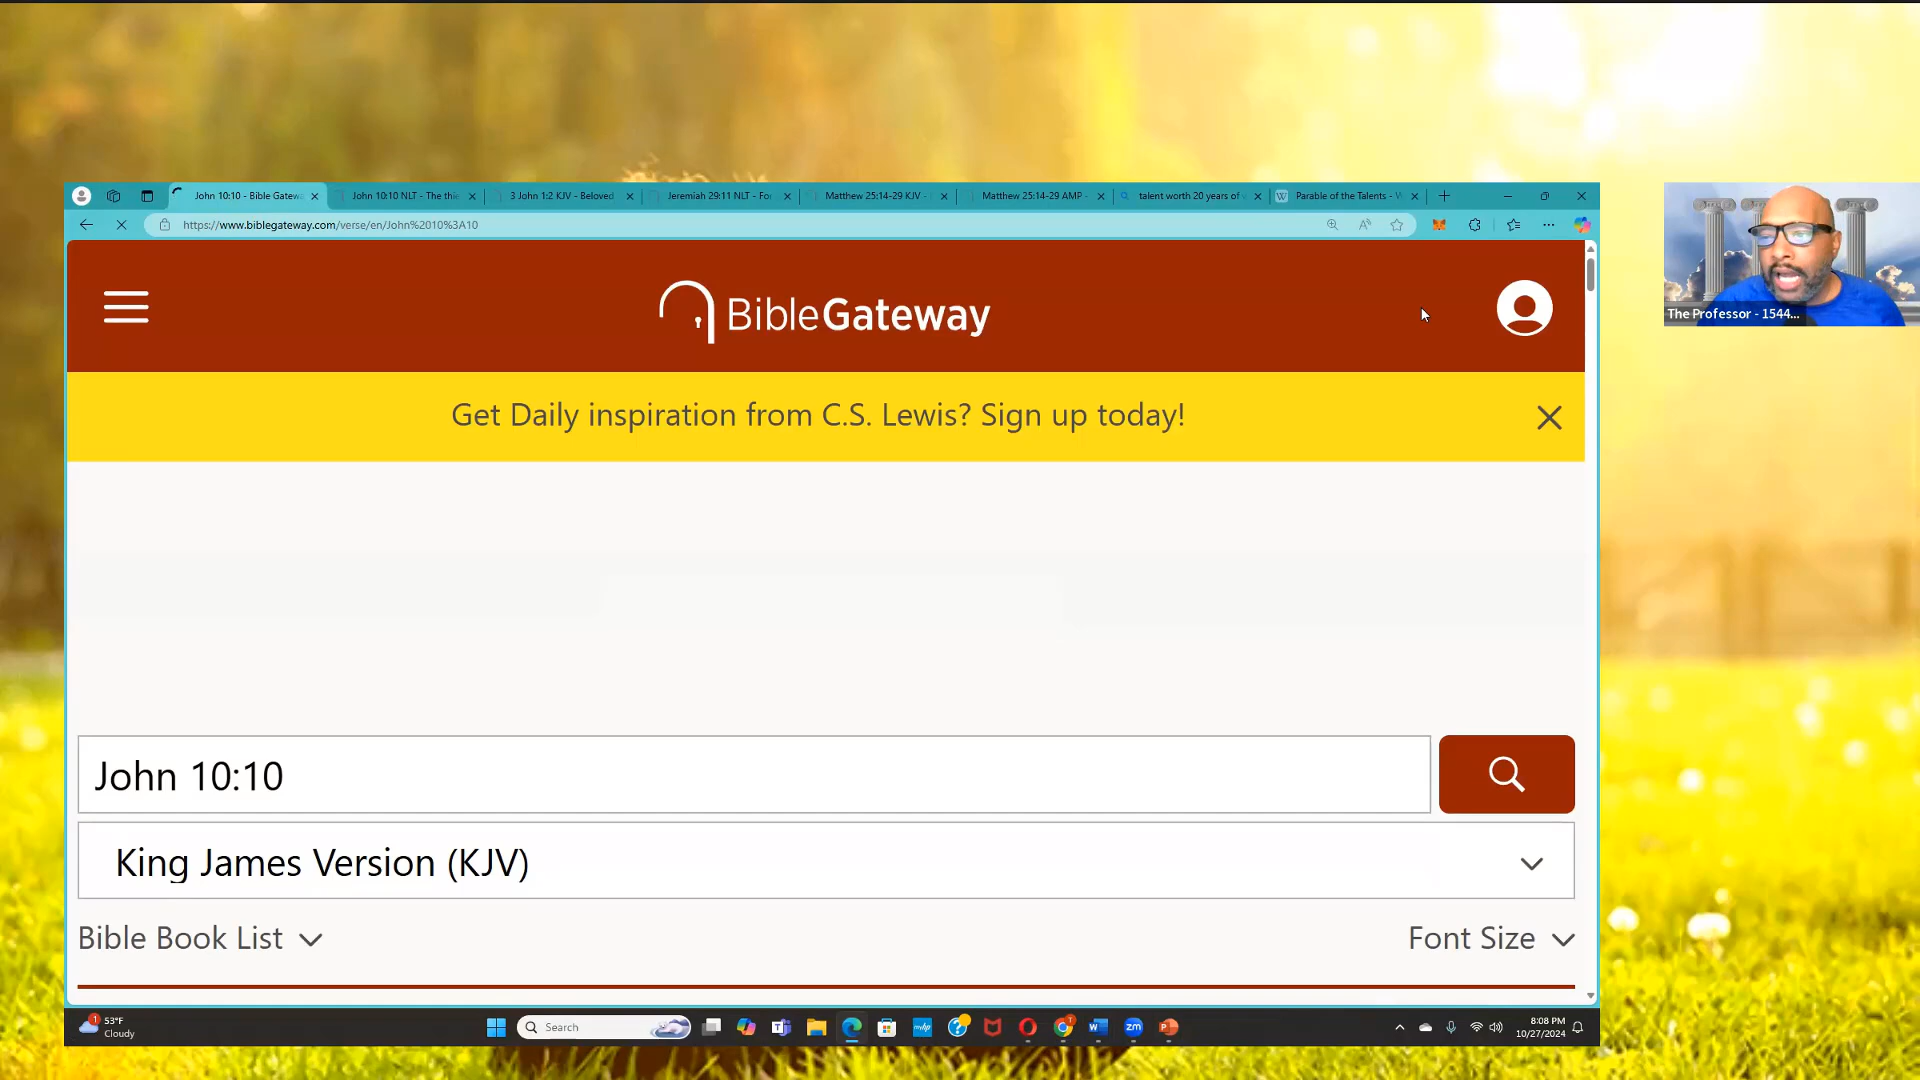 John 10:10 - Bible Gatew
John 10:10 NLT - The thi
3 John 1:2 KJV - Beloved
Jeremiah 29:11 NLT - Fo
Matthew 25:14-29 KJV -
Matthew 25:14-29 AMP -
talent worth 20 years of
Parable of the Talents -
https://www.biblegateway.com/verse/en/John%2010%3A10
BibleGateway
The Professor - 1544...
Get Daily inspiration from C.S. Lewis? Sign up today!
John 10:10
King James Version (KJV)
Bible Book List
Font Size
1
53°F
Cloudy
Search
zm
8:08 PM
10/27/2024